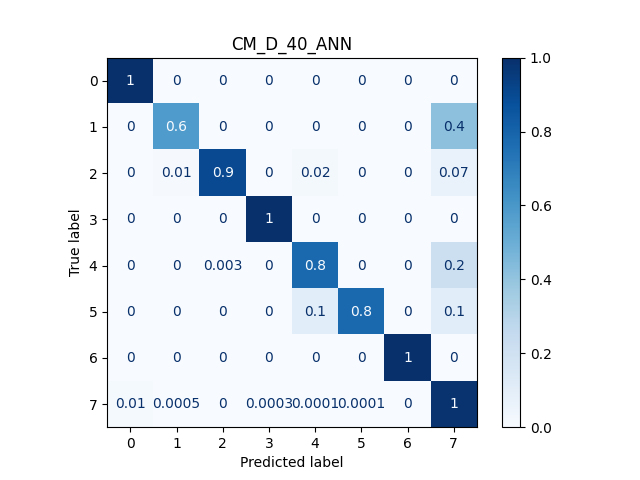 CM_D_40_ANN
0 1 0 0 0 0 0 0 0
1 0 0.6 0 0 0 0 0 0.4
2 0 0.01 0.9 0 0.02 0 0 0.07
3 0 0 0 1 0 0 0 0
4 0 0 0.003 0 0.8 0 0 0.2
5 0 0 0 0 0.1 0.8 0 0.1
6 0 0 0 0 0 0 1 0
7 0.01 0.0005 0 0.0003 0.0001 0.0001 0 1
0 1 2 3 4 5 6 7
Predicted label
True label
1.0
0.8
0.6
0.4
0.2
0.0